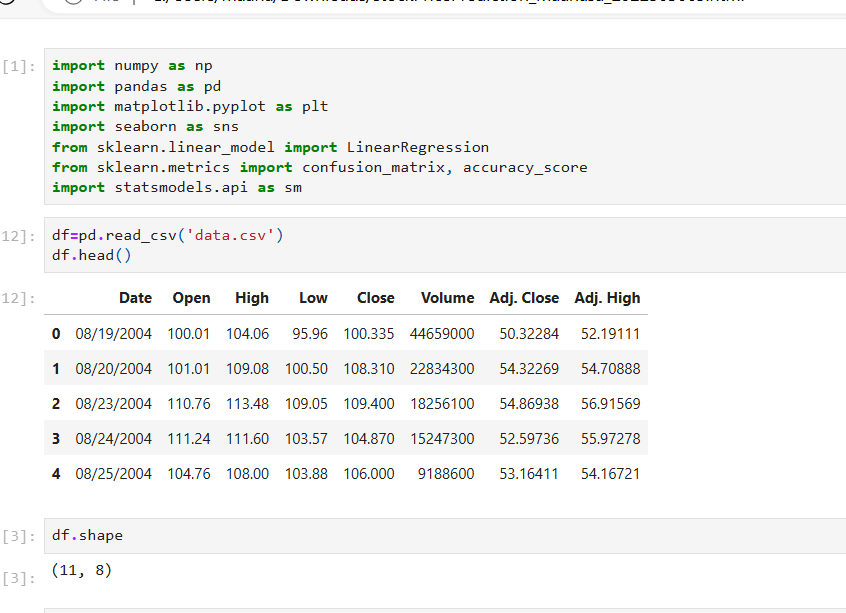 [1]:
import numpy as np
import pandas as pd
import matplotlib.pyplot as plt
import seaborn as sns
from sklearn.linear_model import LinearRegression
from sklearn.metrics import confusion_matrix, accuracy_score
import statsmodels.api as sm
12]:
df=pd.read_csv('data.csv')
df.head()
12]:
Date Open High Low Close Volume Adj. Close Adj. High
0 08/19/2004 100.01 104.06 95.96 100.335 44659000 50.32284 52.19111
1 08/20/2004 101.01 109.08 100.50 108.310 22834300 54.32269 54.70888
2 08/23/2004 110.76 113.48 109.05 109.400 18256100 54.86938 56.91569
3 08/24/2004 111.24 111.60 103.57 104.870 15247300 52.59736 55.97278
4 08/25/2004 104.76 108.00 103.88 106.000 9188600 53.16411 54.16721
[3]:
df.shape
[3]:
(11, 8)